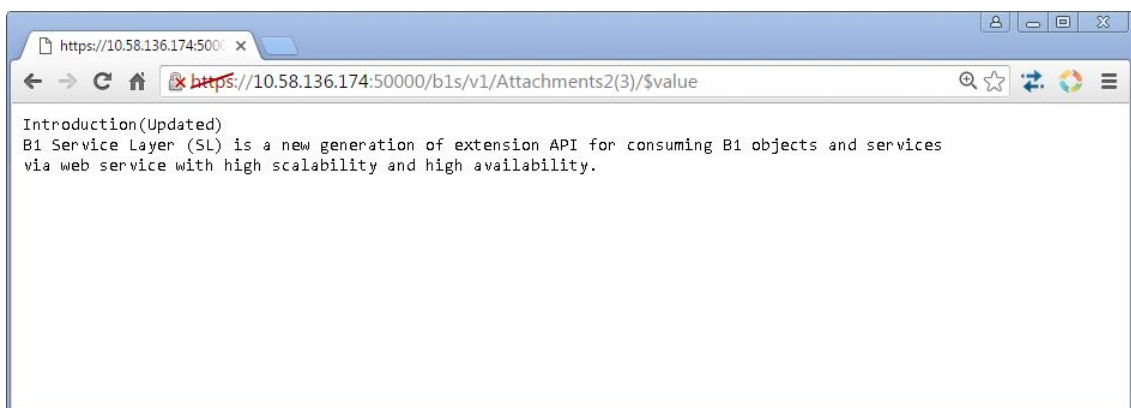 https://10.58.136.174:5000
https://10.58.136.174:50000/b1s/v1/Attachments2(3)/$value
Introduction(Updated)
B1 Service Layer (SL) is a new generation of extension API for consuming B1 objects and services
via web service with high scalability and high availability.